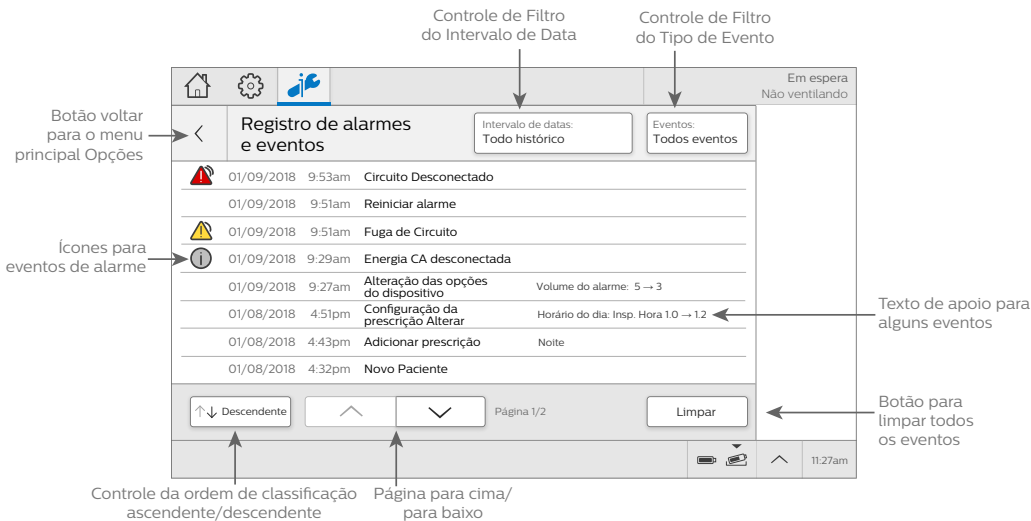 Controle de Filtro
do Intervalo de Data
Controle de Filtro
do Tipo de Evento
Em espera
Não ventilando
Botão voltar
para o menu
principal Opções
Registro de alarmes
e eventos
Intervalo de datas:
Todo histórico
Eventos:
Todos eventos
01/09/2018 9:53am Circuito Desconectado
01/09/2018 9:51am Reiniciar alarme
01/09/2018 9:51am Fuga de Circuito
Ícones para
eventos de alarme
01/09/2018 9:29am Energia CA desconectada
01/09/2018 9:27am Alteração das opções
do dispositivo
Volume do alarme: 5 → 3
01/08/2018 4:51pm Configuração da
prescrição Alterar
Horário do dia: Insp. Hora 1.0 → 1.2
Texto de apoio para
alguns eventos
01/08/2018 4:43pm Adicionar prescrição Noite
01/08/2018 4:32pm Novo Paciente
↑↓ Descendente
Página 1/2
Limpar
Botão para
limpar todos
os eventos
11:27am
Controle da ordem de classificação
ascendente/descendente
Página para cima/
para baixo